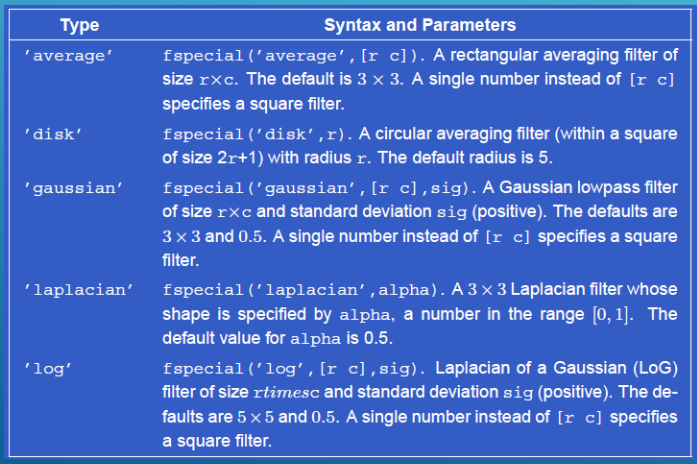 Type Syntax and Parameters
'average' fspecial('average',[r c]). A rectangular averaging filter of
size r×c. The default is 3 × 3. A single number instead of [r c]
specifies a square filter.
'disk' fspecial('disk',r). A circular averaging filter (within a square
of size 2r+1) with radius r. The default radius is 5.
'gaussian' fspecial('gaussian',[r c],sig). A Gaussian lowpass filter
of size r×c and standard deviation sig (positive). The defaults are
3 × 3 and 0.5. A single number instead of [r c] specifies a square
filter.
'laplacian' fspecial('laplacian',alpha). A 3 × 3 Laplacian filter whose
shape is specified by alpha, a number in the range [0, 1]. The
default value for alpha is 0.5.
'log' fspecial('log',[r c],sig). Laplacian of a Gaussian (LoG)
filter of size rtimesc and standard deviation sig (positive). The de-
faults are 5 × 5 and 0.5. A single number instead of [r c] specifies
a square filter.